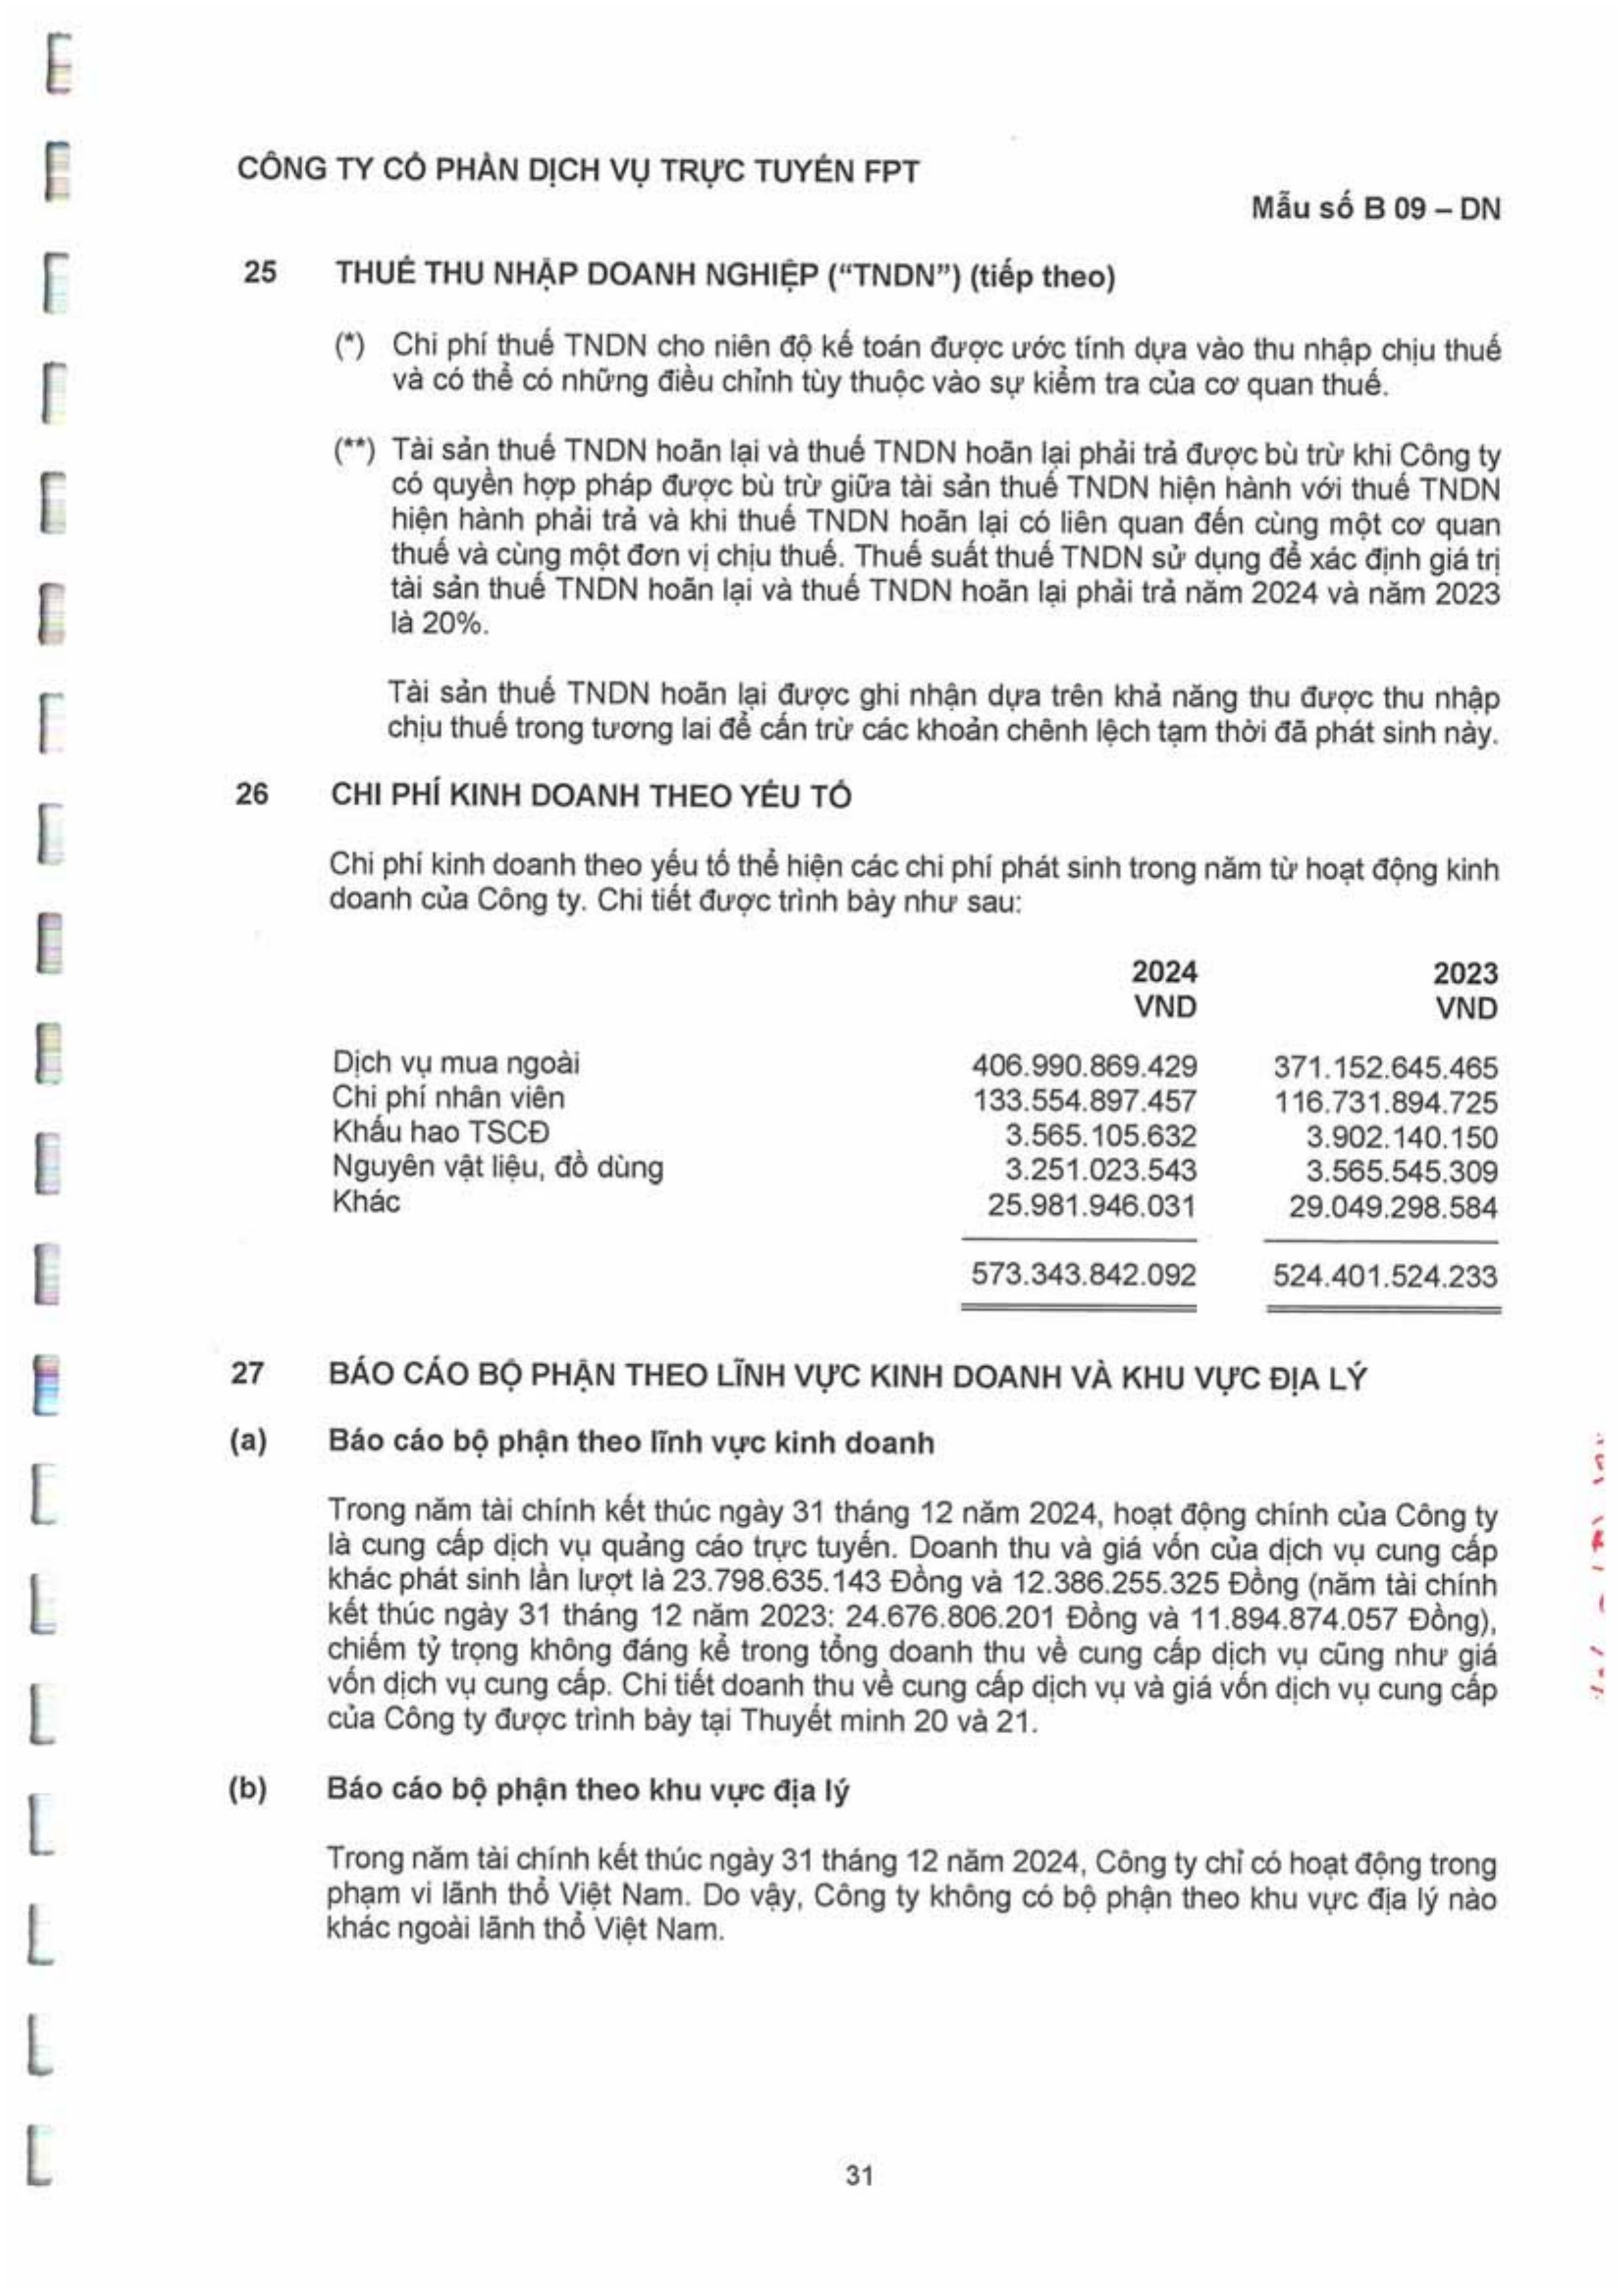 CÔNG TY CỔ PHẦN DỊCH VỤ TRỰC TUYẾN FPT
Mẫu số B 09 – DN
25 THUẾ THU NHẬP DOANH NGHIỆP (“TNDN”) (tiếp theo)
(*) Chi phí thuế TNDN cho niên độ kế toán được ước tính dựa vào thu nhập chịu thuế
và có thể có những điều chỉnh tùy thuộc vào sự kiểm tra của cơ quan thuế.
(**) Tài sản thuế TNDN hoãn lại và thuế TNDN hoãn lại phải trả được bù trừ khi Công ty
có quyền hợp pháp được bù trừ giữa tài sản thuế TNDN hiện hành với thuế TNDN
hiện hành phải trả và khi thuế TNDN hoãn lại có liên quan đến cùng một cơ quan
thuế và cùng một đơn vị chịu thuế. Thuế suất thuế TNDN sử dụng để xác định giá trị
tài sản thuế TNDN hoãn lại và thuế TNDN hoãn lại phải trả năm 2024 và năm 2023
là 20%.
Tài sản thuế TNDN hoãn lại được ghi nhận dựa trên khả năng thu được thu nhập
chịu thuế trong tương lai để cấn trừ các khoản chênh lệch tạm thời đã phát sinh này.
26 CHI PHÍ KINH DOANH THEO YẾU TỐ
Chi phí kinh doanh theo yếu tố thể hiện các chi phí phát sinh trong năm từ hoạt động kinh
doanh của Công ty. Chi tiết được trình bày như sau:
2024 2023
VND VND
Dịch vụ mua ngoài 406.990.869.429 371.152.645.465
Chi phí nhân viên 133.554.897.457 116.731.894.725
Khấu hao TSCĐ 3.565.105.632 3.902.140.150
Nguyên vật liệu, đồ dùng 3.251.023.543 3.565.545.309
Khác 25.981.946.031 29.049.298.584
573.343.842.092 524.401.524.233
27 BÁO CÁO BỘ PHẬN THEO LĨNH VỰC KINH DOANH VÀ KHU VỰC ĐỊA LÝ
(a) Báo cáo bộ phận theo lĩnh vực kinh doanh
Trong năm tài chính kết thúc ngày 31 tháng 12 năm 2024, hoạt động chính của Công ty
là cung cấp dịch vụ quảng cáo trực tuyến. Doanh thu và giá vốn của dịch vụ cung cấp
khác phát sinh lần lượt là 23.798.635.143 Đồng và 12.386.255.325 Đồng (năm tài chính
kết thúc ngày 31 tháng 12 năm 2023: 24.676.806.201 Đồng và 11.894.874.057 Đồng),
chiếm tỷ trọng không đáng kể trong tổng doanh thu về cung cấp dịch vụ cũng như giá
vốn dịch vụ cung cấp. Chi tiết doanh thu về cung cấp dịch vụ và giá vốn dịch vụ cung cấp
của Công ty được trình bày tại Thuyết minh 20 và 21.
(b) Báo cáo bộ phận theo khu vực địa lý
Trong năm tài chính kết thúc ngày 31 tháng 12 năm 2024, Công ty chỉ có hoạt động trong
phạm vi lãnh thổ Việt Nam. Do vậy, Công ty không có bộ phận theo khu vực địa lý nào
khác ngoài lãnh thổ Việt Nam.
31